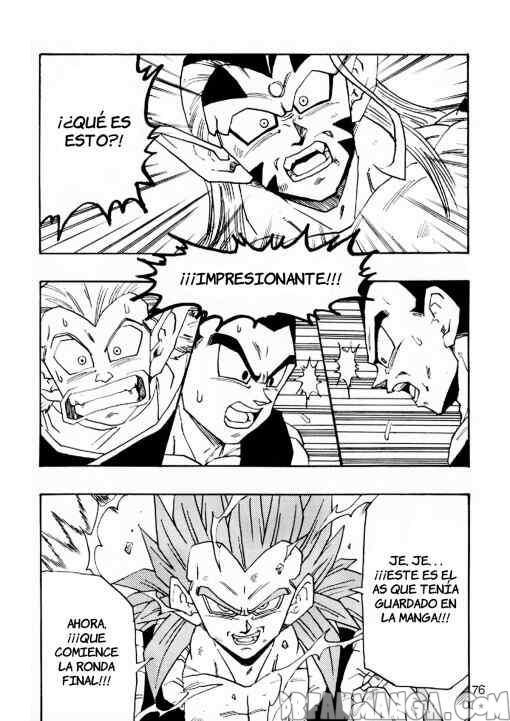 ¡¿QUÉ ES
ESTO?!
¡¡¡IMPRESIONANTE!!!
JE, JE...
¡¡¡ESTE ES EL
AS QUE TENÍA
GUARDADO EN
LA MANGA!!!
AHORA,
¡¡¡QUE
COMIENCE
LA RONDA
FINAL!!!
76
DBFANMANGA.COM